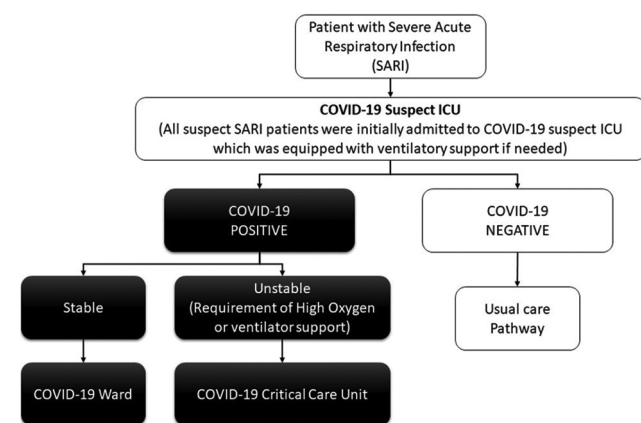 Patient with Severe Acute
Respiratory Infection
(SARI)
COVID-19 Suspect ICU
(All suspect SARI patients were initially admitted to COVID-19 suspect ICU
which was equipped with ventilatory support if needed)
COVID-19
POSITIVE
COVID-19
NEGATIVE
Stable
Unstable
(Requirement of High Oxygen
or ventilator support)
Usual care
Pathway
COVID-19 Ward
COVID-19 Critical Care Unit